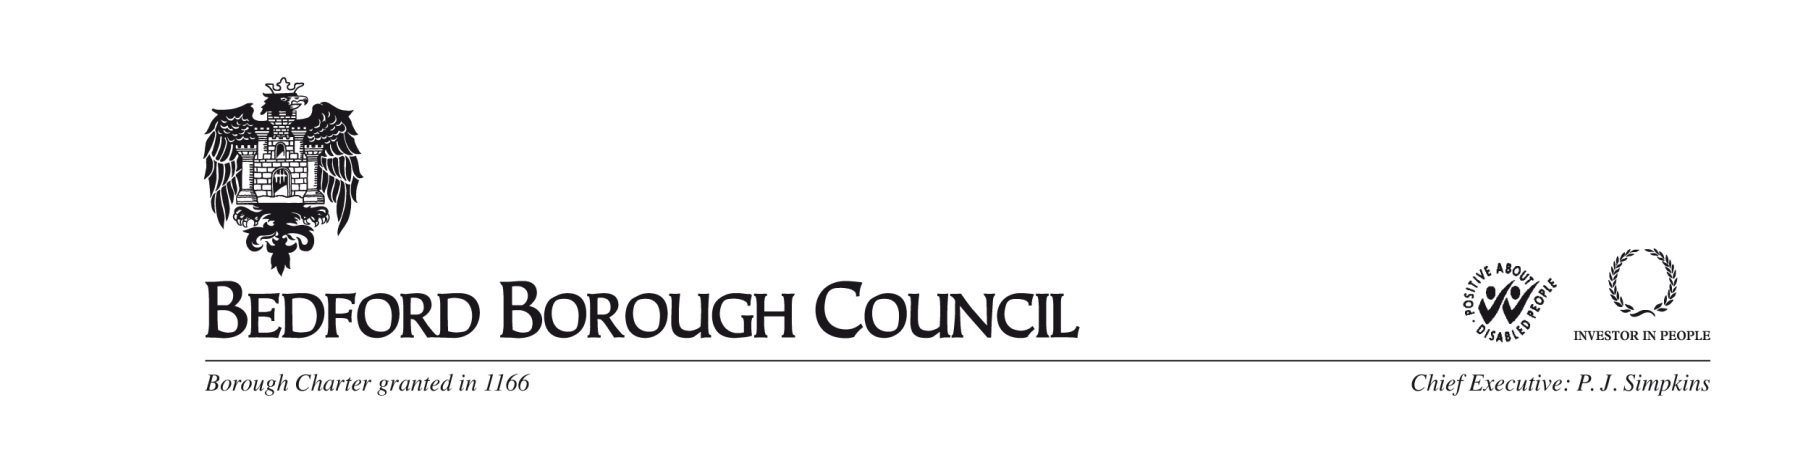 BEDFORD BOROUGH COUNCIL
POSITIVE ABOUT
DISABLED PEOPLE
INVESTOR IN PEOPLE
Borough Charter granted in 1166
Chief Executive: P. J. Simpkins